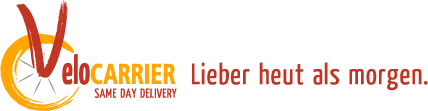 VeloCARRIER
SAME DAY DELIVERY
Lieber heut als morgen.